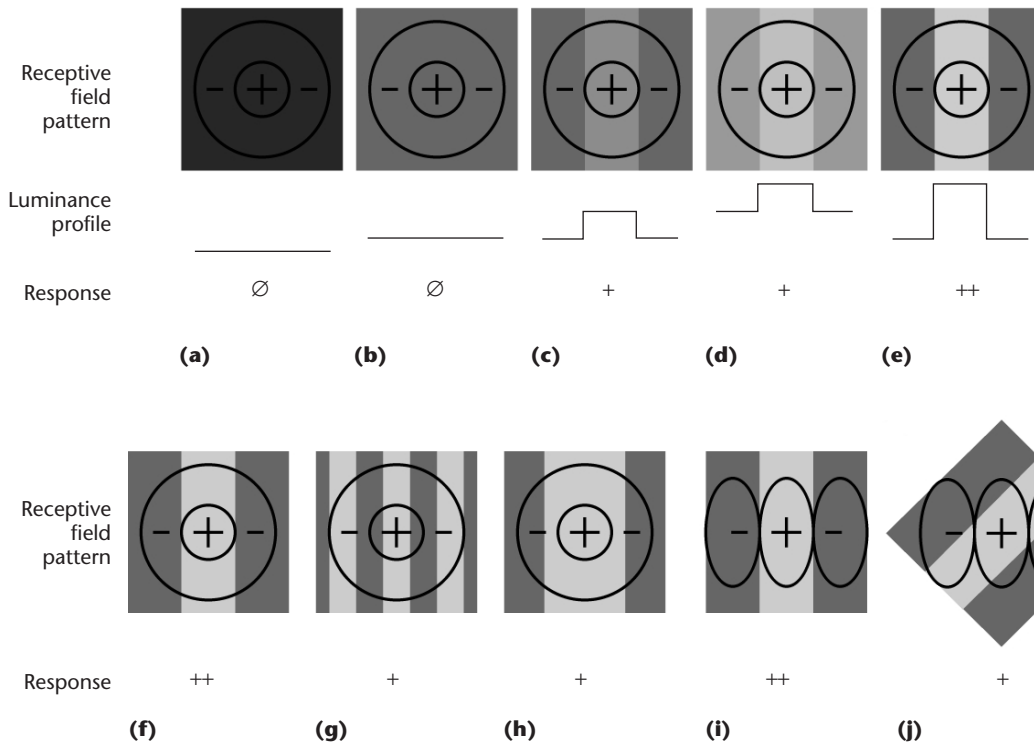 Receptive
field
pattern
− + −
− + −
− + −
− + −
− + −
Luminance
profile
Response ∅ ∅ + + ++
(a) (b) (c) (d) (e)
Receptive
field
pattern
− + −
− + −
− + −
− + −
− +
Response ++ + + ++ +
(f) (g) (h) (i) (j)